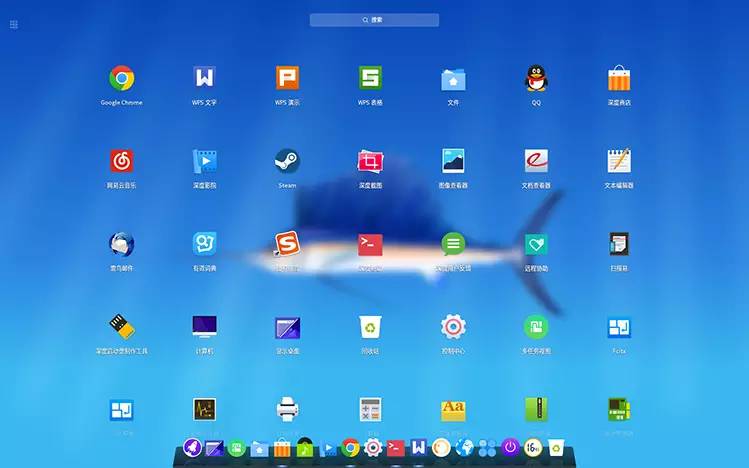 搜索
Google Chrome
WPS 文字
WPS 演示
WPS 表格
文件
QQ
深度商店
网易云音乐
深度影院
Steam
深度截图
图像查看器
文档查看器
文本编辑器
雷鸟邮件
有道词典
深度终端
深度用户反馈
远程协助
扫描易
深度启动盘制作工具
计算机
显示桌面
回收站
控制中心
多任务视图
Fcitx